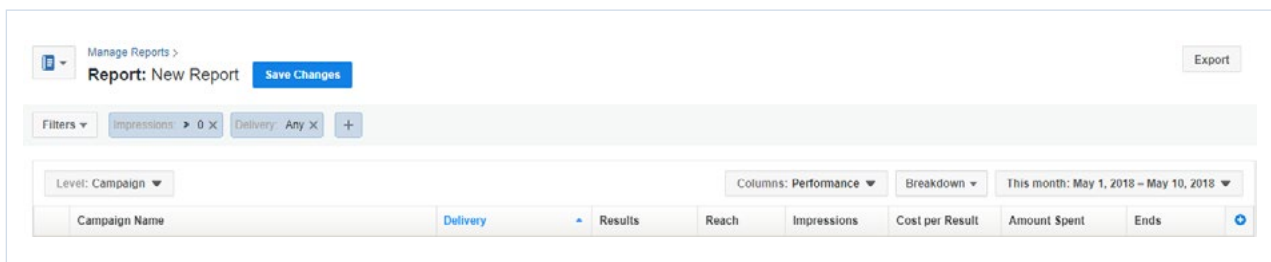 Manage Reports >
Report: New Report Save Changes Export
Filters Impressions: > 0 × Delivery: Any × +
Level: Campaign Columns: Performance Breakdown This month: May 1, 2018 – May 10, 2018
Campaign Name Delivery Results Reach Impressions Cost per Result Amount Spent Ends